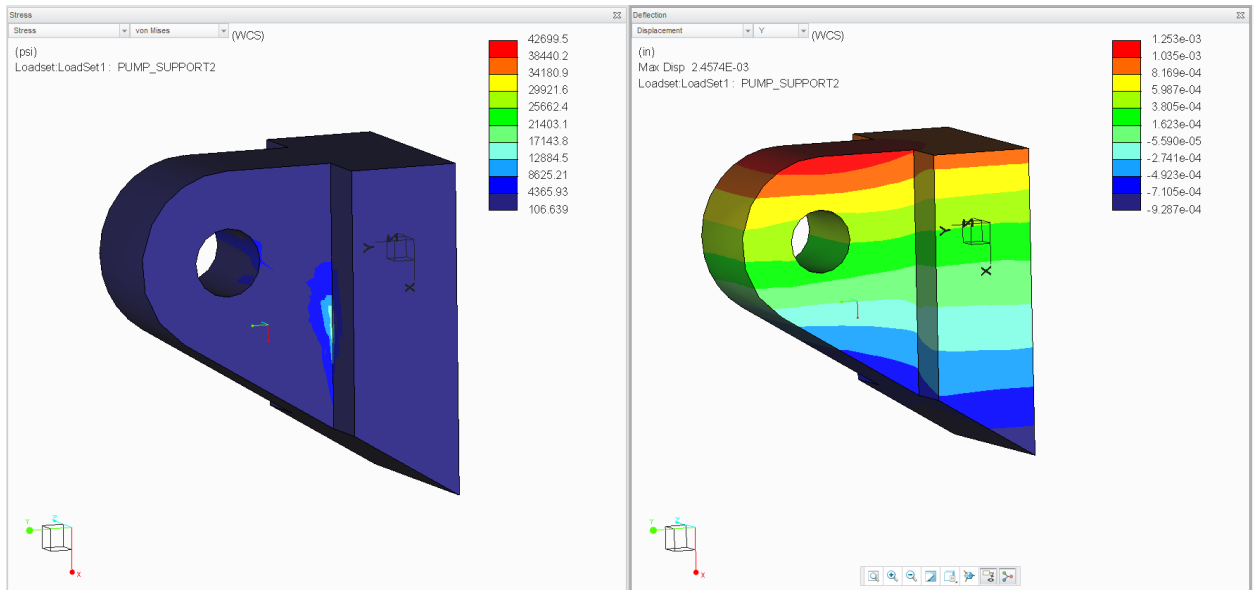 Stress
Stress von Mises (WCS)
(psi)
Loadset:LoadSet1 : PUMP_SUPPORT2
42699.5
38440.2
34180.9
29921.6
25662.4
21403.1
17143.8
12884.5
8625.21
4365.93
106.639
Y
X
Y
Z
X
Deflection
Displacement Y (WCS)
(in)
Max Disp 2.4574E-03
Loadset:LoadSet1 : PUMP_SUPPORT2
1.253e-03
1.035e-03
8.169e-04
5.987e-04
3.805e-04
1.623e-04
-5.590e-05
-2.741e-04
-4.923e-04
-7.105e-04
-9.287e-04
Y
X
Y
Z
X